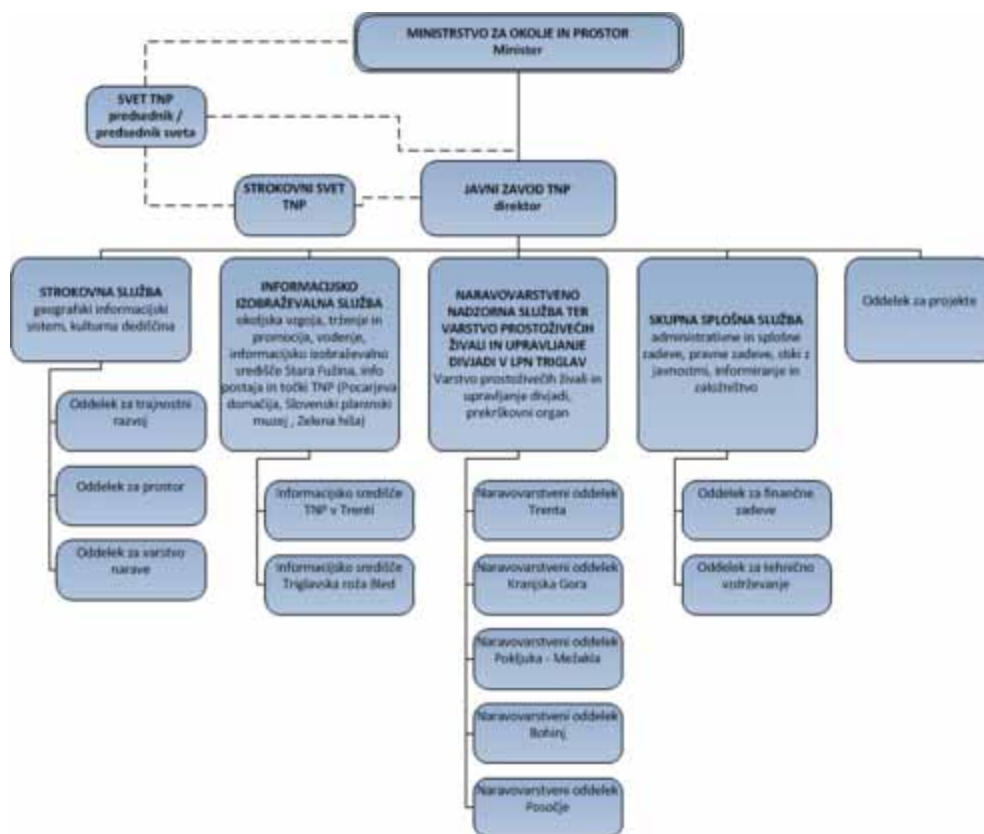 MINISTRSTVO ZA OKOLJE IN PROSTOR
Minister
SVET TNP
predsednik /
predsednik sveta
STROKOVNI SVET
TNP
JAVNI ZAVOD TNP
direktor
STROKOVNA SLUŽBA
geografski informacijski
sistem, kulturna dediščina
Oddelek za trajnostni
razvoj
Oddelek za prostor
Oddelek za varstvo
narave
INFORMACIJSKO
IZOBRAŽEVALNA SLUŽBA
okoljska vzgoja, trženje in
promocija, vodenje,
informacijsko izobraževalno
središče Stara Fužina, info
postaja in točki TNP (Pocarjeva
domačija, Slovenski planinski
muzej , Zelena hiša)
Informacijsko središče
TNP v Trenti
Informacijsko središče
Triglavska roža Bled
NARAVOVARSTVENO
NADZORNA SLUŽBA TER
VARSTVO PROSTOŽIVEČIH
ŽIVALI IN UPRAVLJANJE
DIVJADI V LPN TRIGLAV
Varstvo prostoživečih živali in
upravljanje divjadi,
prekrškovni organ
Naravovarstveni oddelek
Trenta
Naravovarstveni oddelek
Kranjska Gora
Naravovarstveni oddelek
Pokljuka - Mežakla
Naravovarstveni oddelek
Bohinj
Naravovarstveni oddelek
Posočje
SKUPNA SPLOŠNA SLUŽBA
administrativne in splošne
zadeve, pravne zadeve, stiki z
javnostmi, informiranje in
založništvo
Oddelek za finančne
zadeve
Oddelek za tehnično
vzdrževanje
Oddelek za projekte